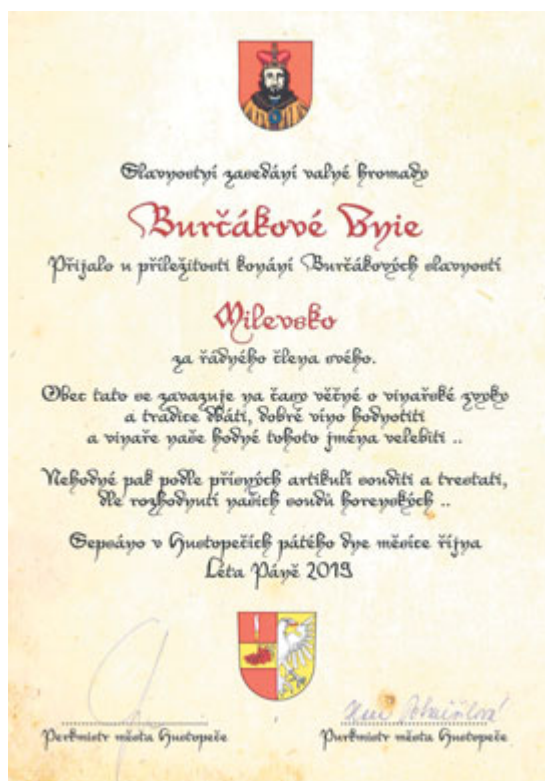 Slavnostní zasedání valné hromady
Burčákové Unie
Přijalo u příležitosti konání Burčákových slavností
Milevsko
za řádného člena svého.
Obec tato se zavazuje na časy věčné o vinařské zvyky
a tradice dbáti, dobré víno hodnotiti
a vinaře naše hodné tohoto jména velebiti ..
Nehodné pak podle přísných artikulí souditi a trestati,
dle rozhodnutí našich soudů horenských ..
Sepsáno v Hustopečích pátého dne měsíce října
Léta Páně 2019
Perkmistr města Hustopeče
Purkmistr města Hustopeče